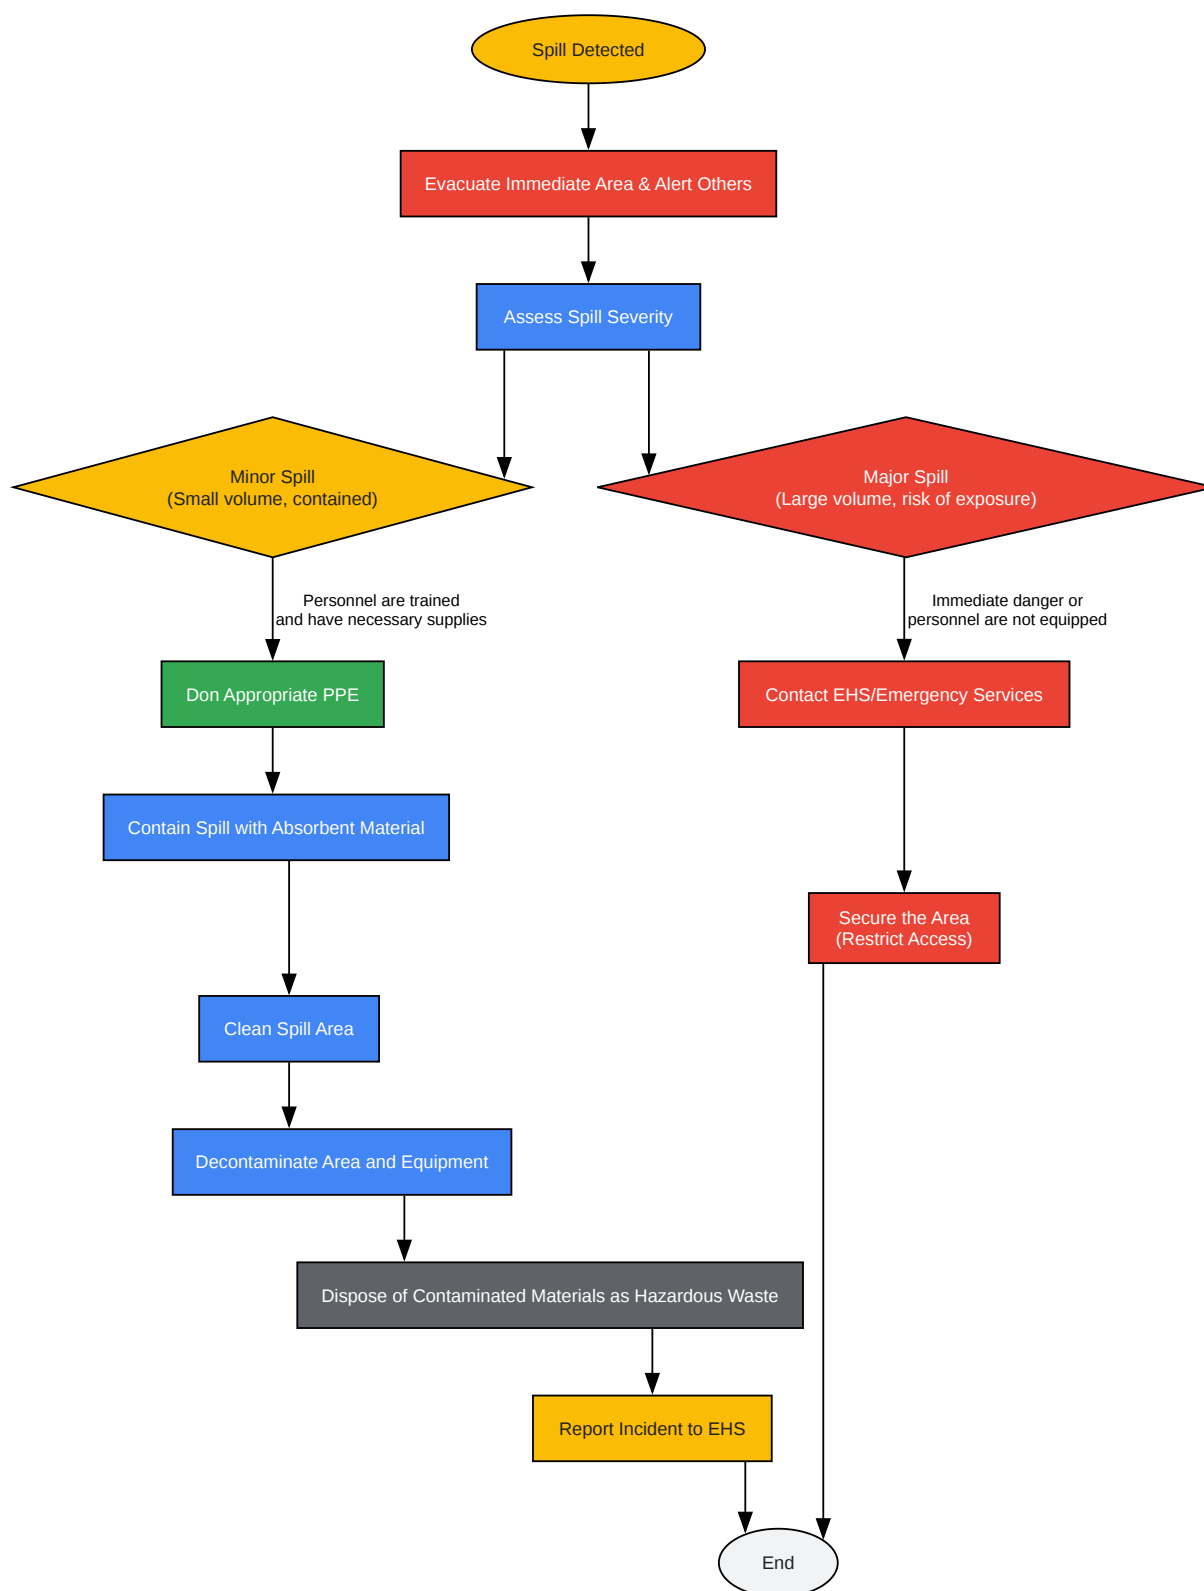 Spill Detected
Evacuate Immediate Area & Alert Others
Assess Spill Severity
Minor Spill
(Small volume, contained)
Major Spill
(Large volume, risk of exposure)
Personnel are trained
and have necessary supplies
Immediate danger or
personnel are not equipped
Don Appropriate PPE
Contact EHS/Emergency Services
Contain Spill with Absorbent Material
Secure the Area
(Restrict Access)
Clean Spill Area
Decontaminate Area and Equipment
Dispose of Contaminated Materials as Hazardous Waste
Report Incident to EHS
End